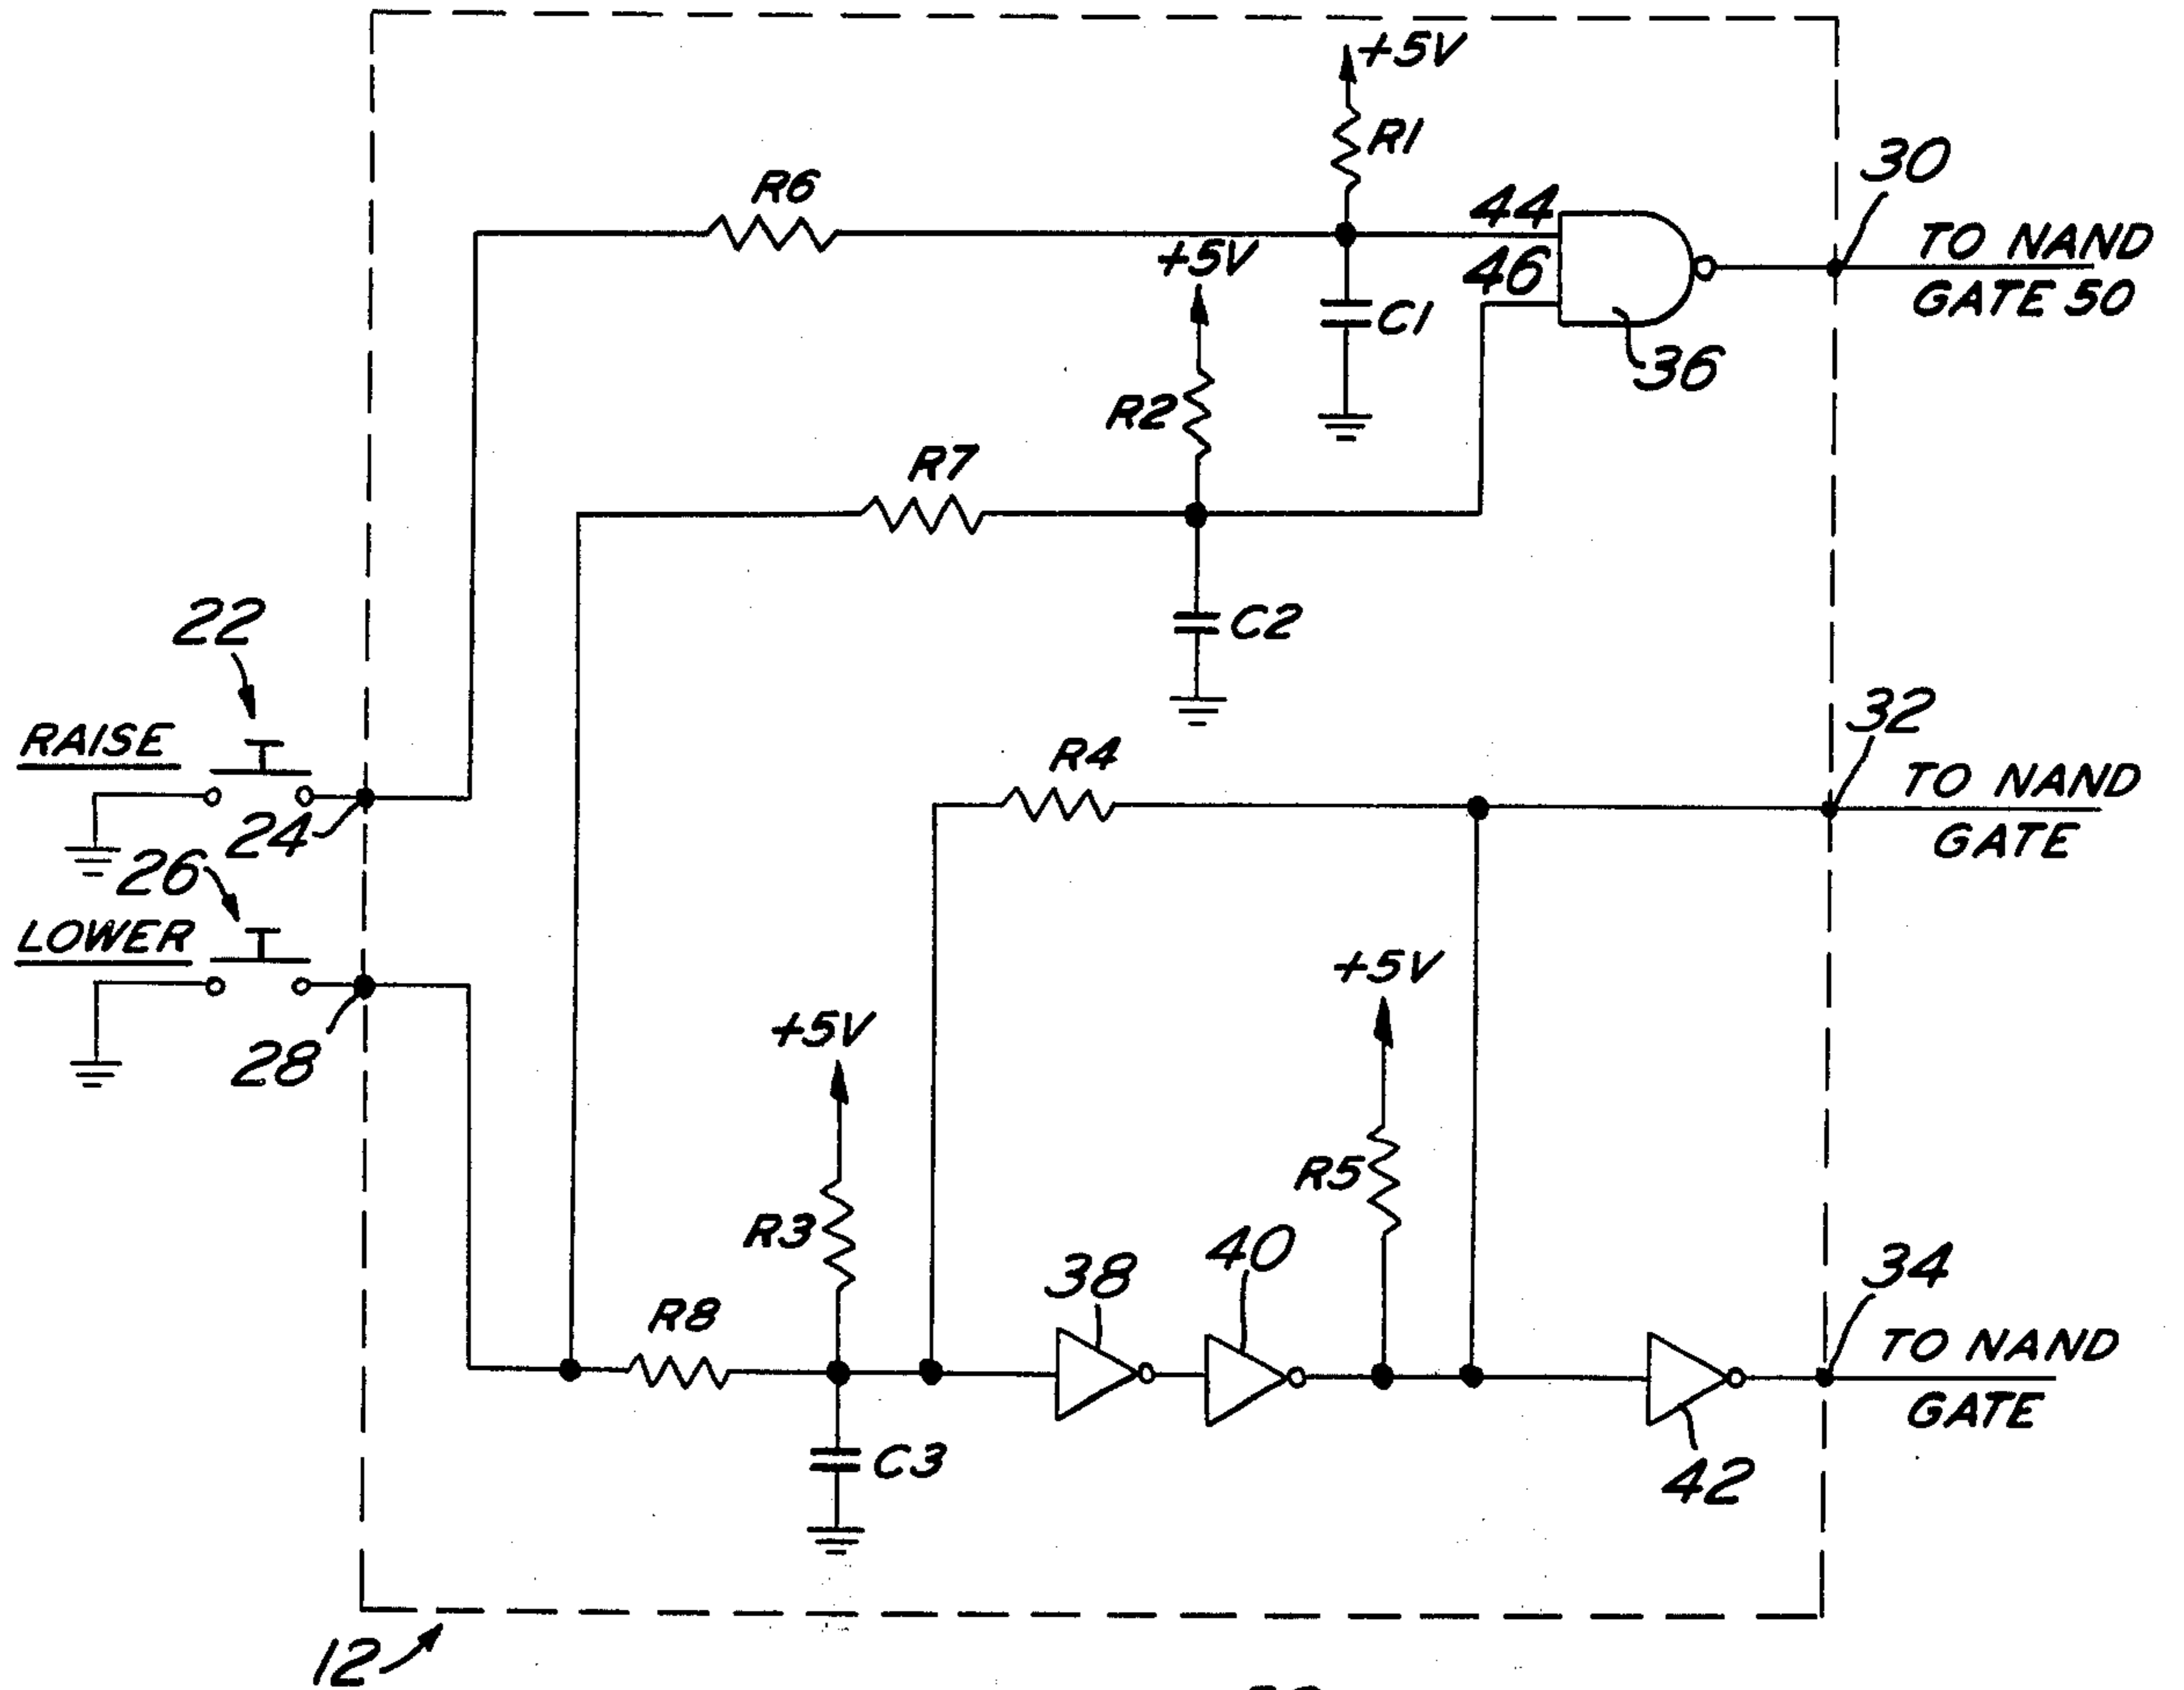 +5V
R1
30
R6
44
TO NAND
GATE 50
+5V
46
C1
36
R2
R7
22
C2
32
RAISE
R4
TO NAND
GATE
24
26
LOWER
+5V
28
+5V
R5
R3
38
40
34
R8
TO NAND
GATE
C3
42
12